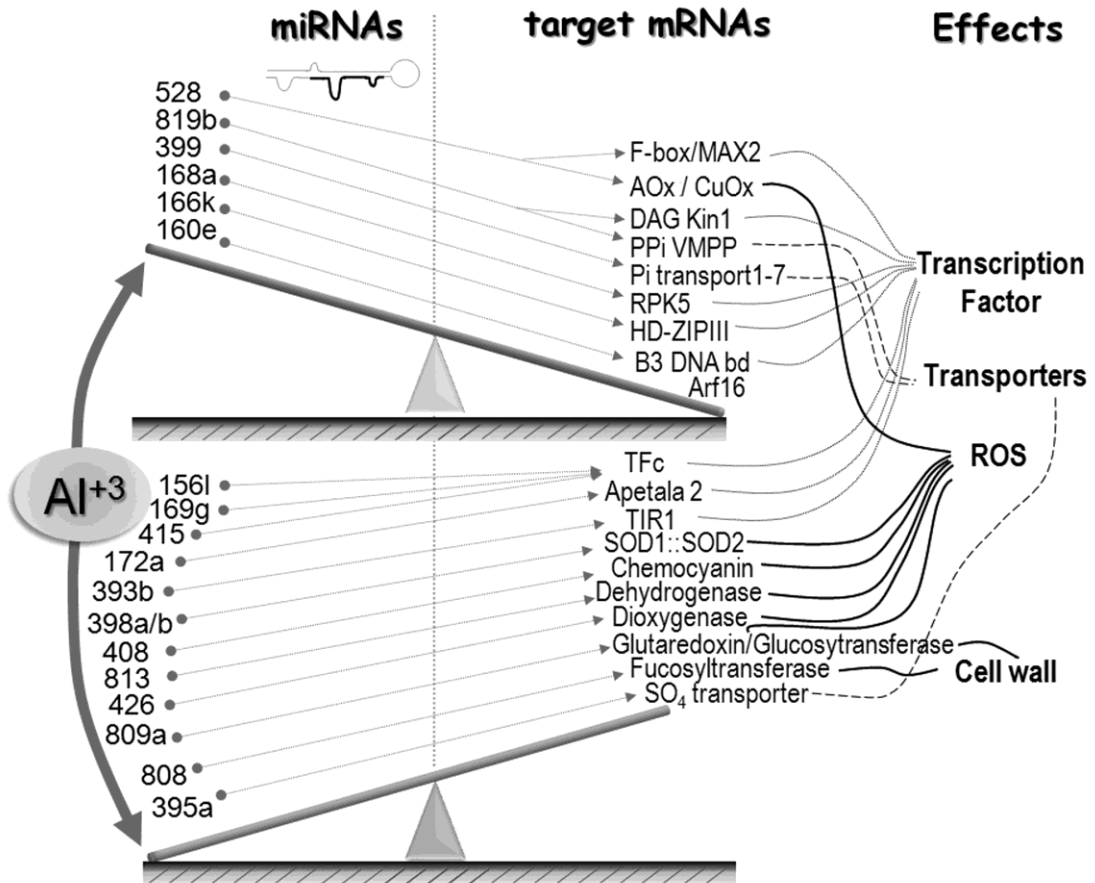 miRNAs
target mRNAs
Effects
528
819b
399
168a
166k
160e
F-box/MAX2
AOx / CuOx
DAG Kin1
PPi VMPP
Pi transport1-7
RPK5
HD-ZIPIII
B3 DNA bd
Arf16
Transcription
Factor
Transporters
ROS
Cell wall
Al+3
156l
169g
415
172a
393b
398a/b
408
813
426
809a
808
395a
TFc
Apetala 2
TIR1
SOD1::SOD2
Chemocyanin
Dehydrogenase
Dioxygenase
Glutaredoxin/Glucosytransferase
Fucosyltransferase
SO4 transporter